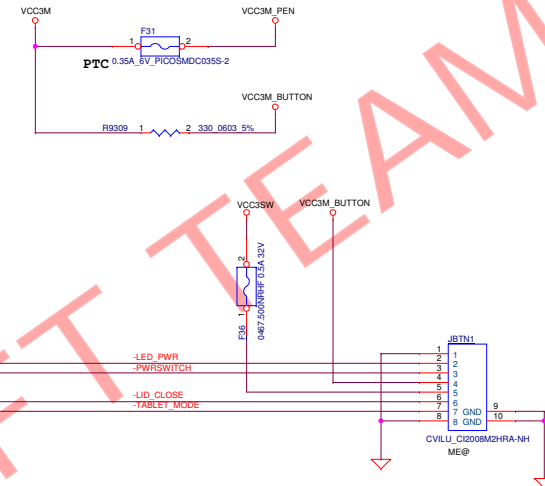 VCC3M
VCC3M_PEN
F31
1
2
PTC
0.35A_6V_PICOSMDC035S-2
VCC3M_BUTTON
R9309
1
2
330_0603_5%
VCC3SW
VCC3M_BUTTON
2
0467.500NRHF 0.5A 32V
1
F36
JBTN1
-LED_PWR
-PWRSWITCH
-LID_CLOSE
-TABLET_MODE
1
2
3
4
5
6
7
8
1
2
3
4
5
6
7 GND
8 GND
9
10
CVILU_CI2008M2HRA-NH
ME@
FT TEAM